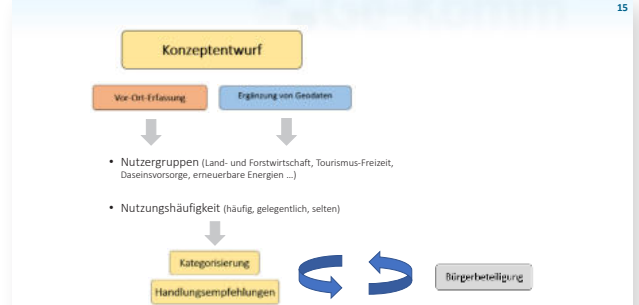 15
Konzeptentwurf
Vor-Ort-Erfassung
Ergänzung von Geodaten
• Nutzergruppen (Land- und Forstwirtschaft, Tourismus-Freizeit,
Daseinsvorsorge, erneuerbare Energien ...)
• Nutzungshäufigkeit (häufig, gelegentlich, selten)
Kategorisierung
Handlungsempfehlungen
Bürgerbeteiligung